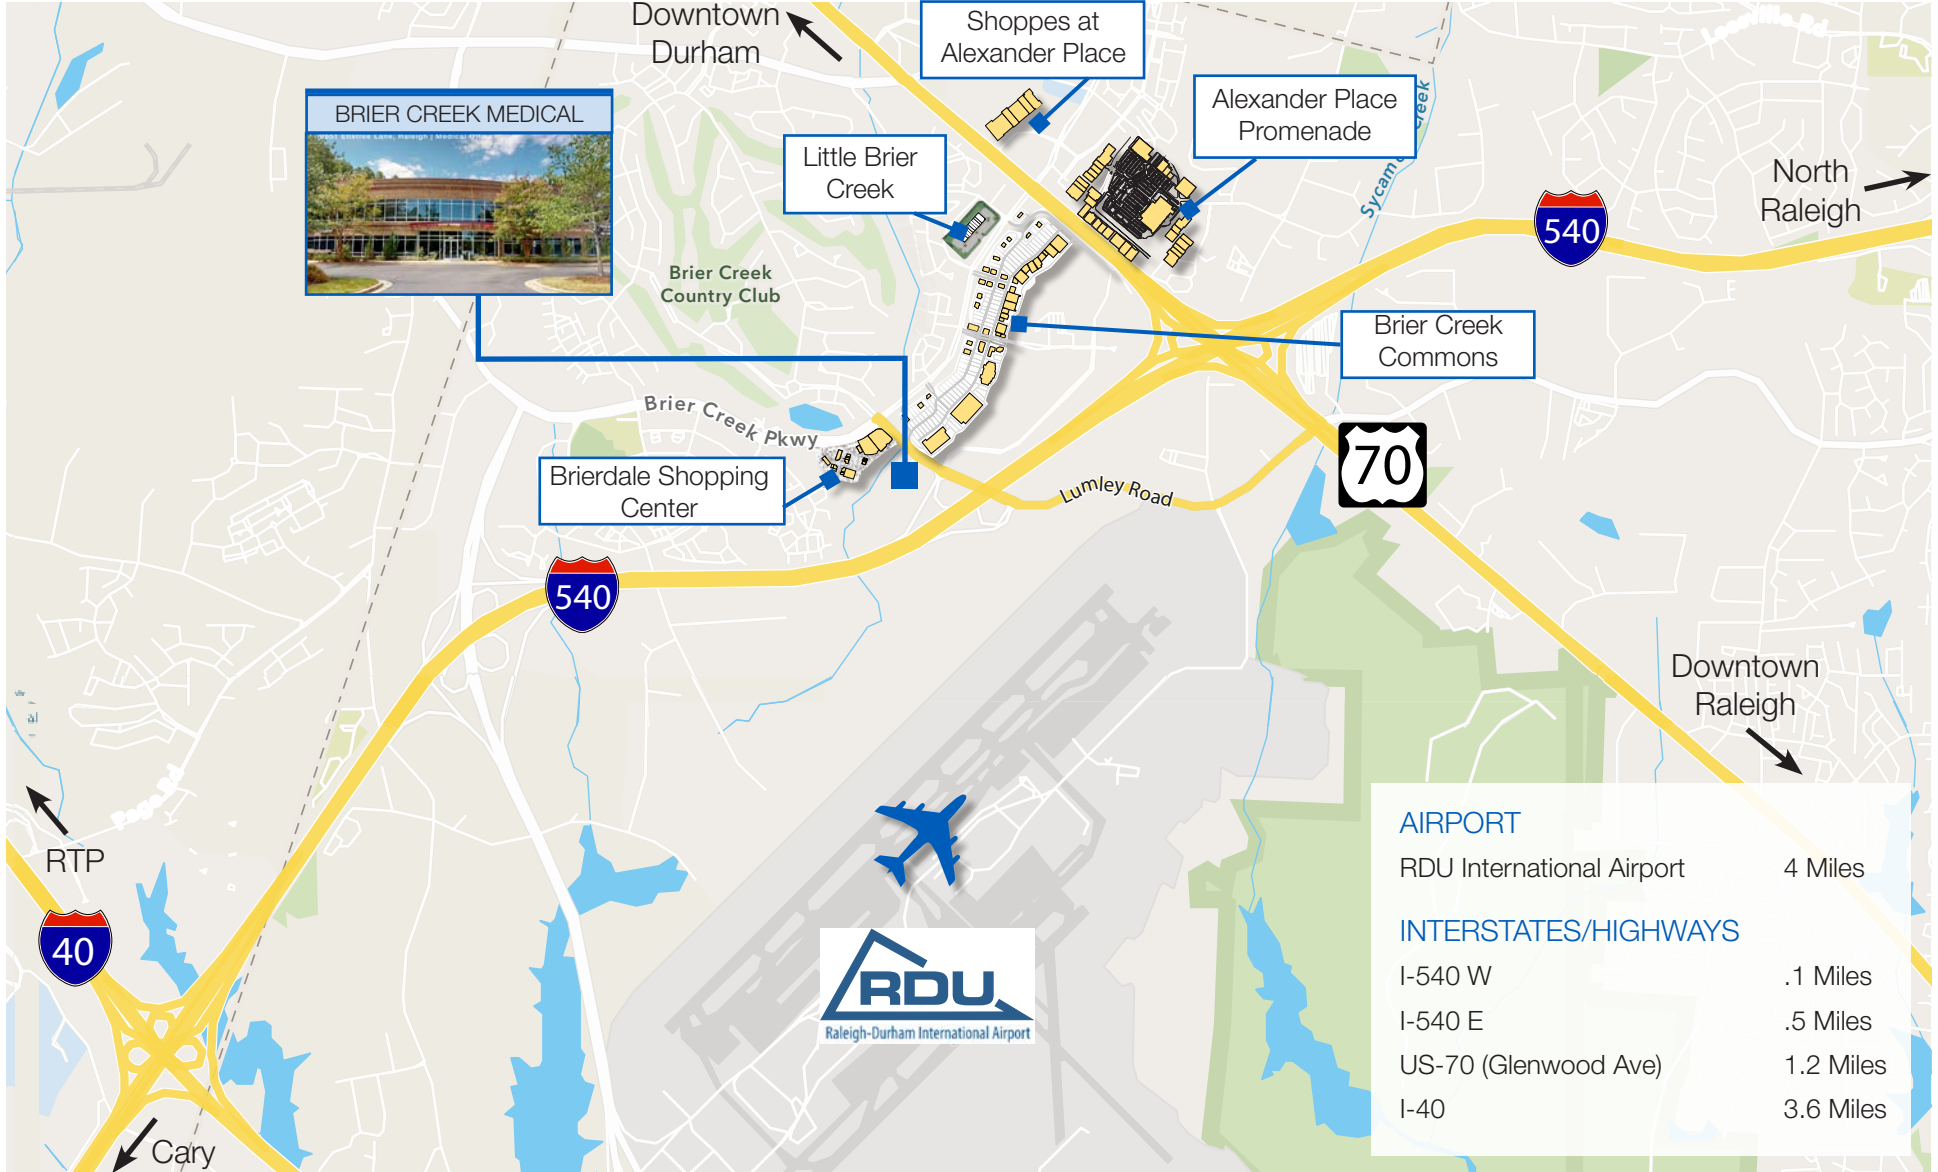 Downtown
Durham
Shoppes at
Alexander Place
Alexander Place
Promenade
BRIER CREEK MEDICAL
Little Brier
Creek
North
Raleigh
540
Brier Creek
Country Club
Brier Creek
Commons
Brier Creek Pkwy
70
Brierdale Shopping
Center
Lumley Road
540
Downtown
Raleigh
Page Rd
RTP
40
Cary
RDU
Raleigh-Durham International Airport
AIRPORT
RDU International Airport 4 Miles
INTERSTATES/HIGHWAYS
I-540 W .1 Miles
I-540 E .5 Miles
US-70 (Glenwood Ave) 1.2 Miles
I-40 3.6 Miles